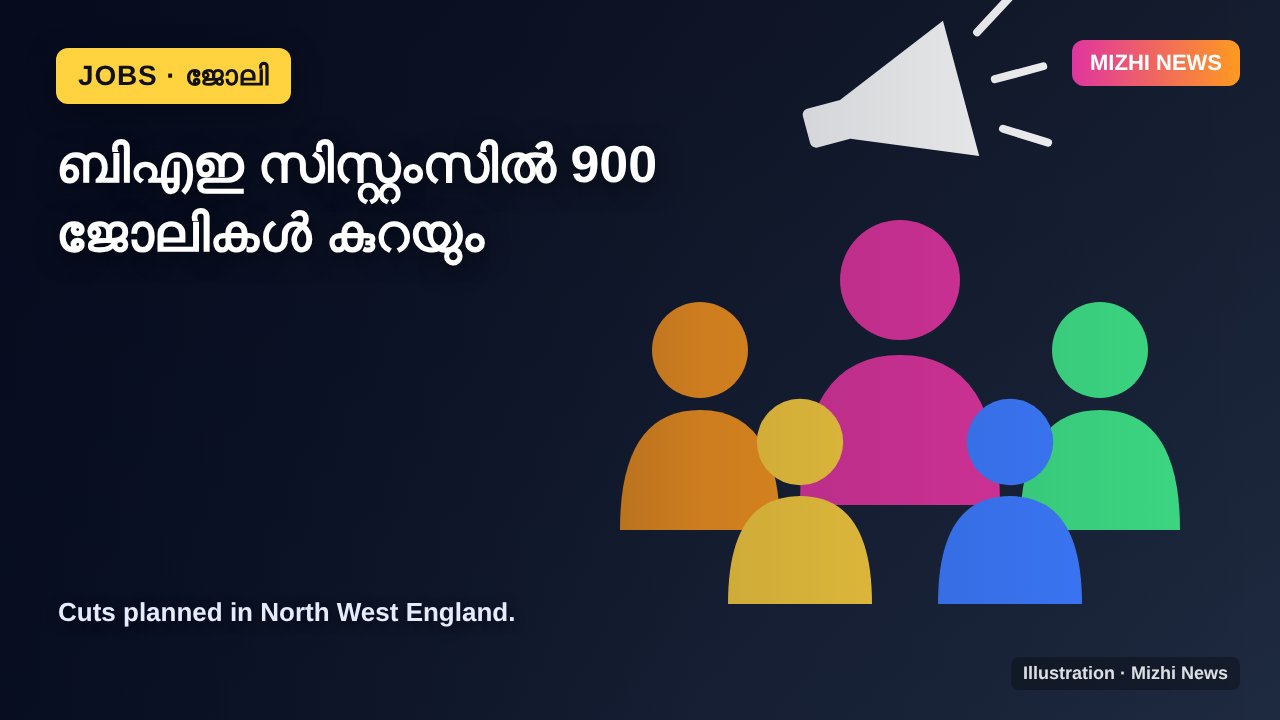 JOBS · ജോലി
MIZHI NEWS
ബിഎഇ സിസ്റ്റംസിൽ 900
ജോലികൾ കുറയും
Cuts planned in North West England.
Illustration · Mizhi News